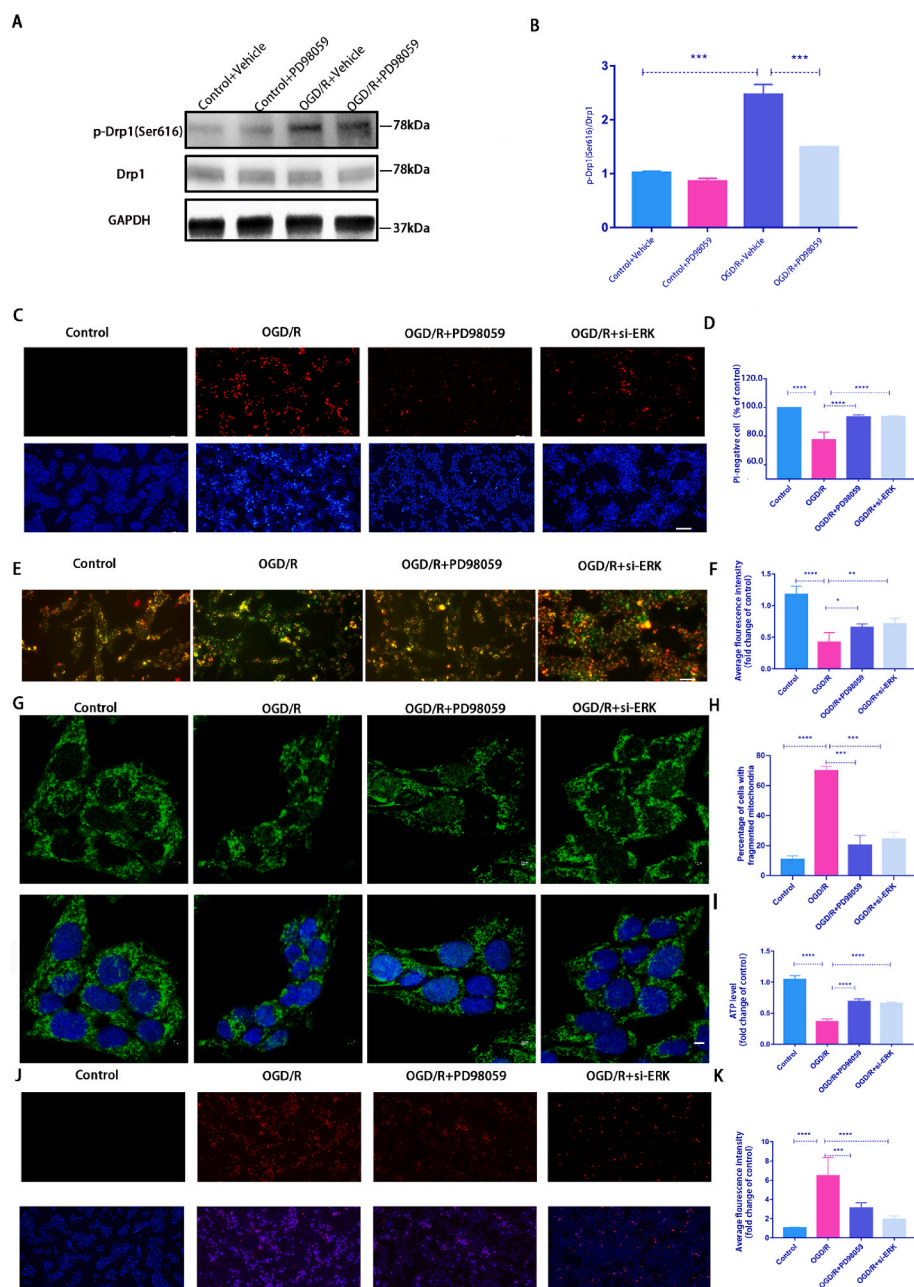 A
Control+Vehicle
Control+PD98059
OGD/R+Vehicle
OGD/R+PD98059
p-Drp1(Ser616)
78kDa
Drp1
78kDa
GAPDH
37kDa
B
*** ***
p-Drp1(Ser616)/Drp1
3
2
1
0
Control+Vehicle
Control+PD98059
OGD/R+Vehicle
OGD/R+PD98059
C
Control
OGD/R
OGD/R+PD98059
OGD/R+si-ERK
D
PI-negative cell (% of control)
120.0
100.0
80.0
60.0
**** ****
****
Control
OGD/R
OGD/R+PD98059
OGD/R+si-ERK
E
Control
OGD/R
OGD/R+PD98059
OGD/R+si-ERK
F
Average flourescence intensity
(fold change of control)
1.5
1.0
0.5
0.0
**** **
*
Control
OGD/R
OGD/R+PD98059
OGD/R+si-ERK
G
Control
OGD/R
OGD/R+PD98059
OGD/R+si-ERK
H
Percentage of cells with
fragmented mitochondria
80
60
40
20
0
**** ***
***
Control
OGD/R
OGD/R+PD98059
OGD/R+si-ERK
I
ATP level
(fold change of control)
1.5
1.0
0.5
0.0
**** ****
****
Control
OGD/R
OGD/R+PD98059
OGD/R+si-ERK
J
Control
OGD/R
OGD/R+PD98059
OGD/R+si-ERK
K
Average flourescence intensity
(fold change of control)
10
8
6
4
2
0
**** ****
***
Control
OGD/R
OGD/R+PD98059
OGD/R+si-ERK